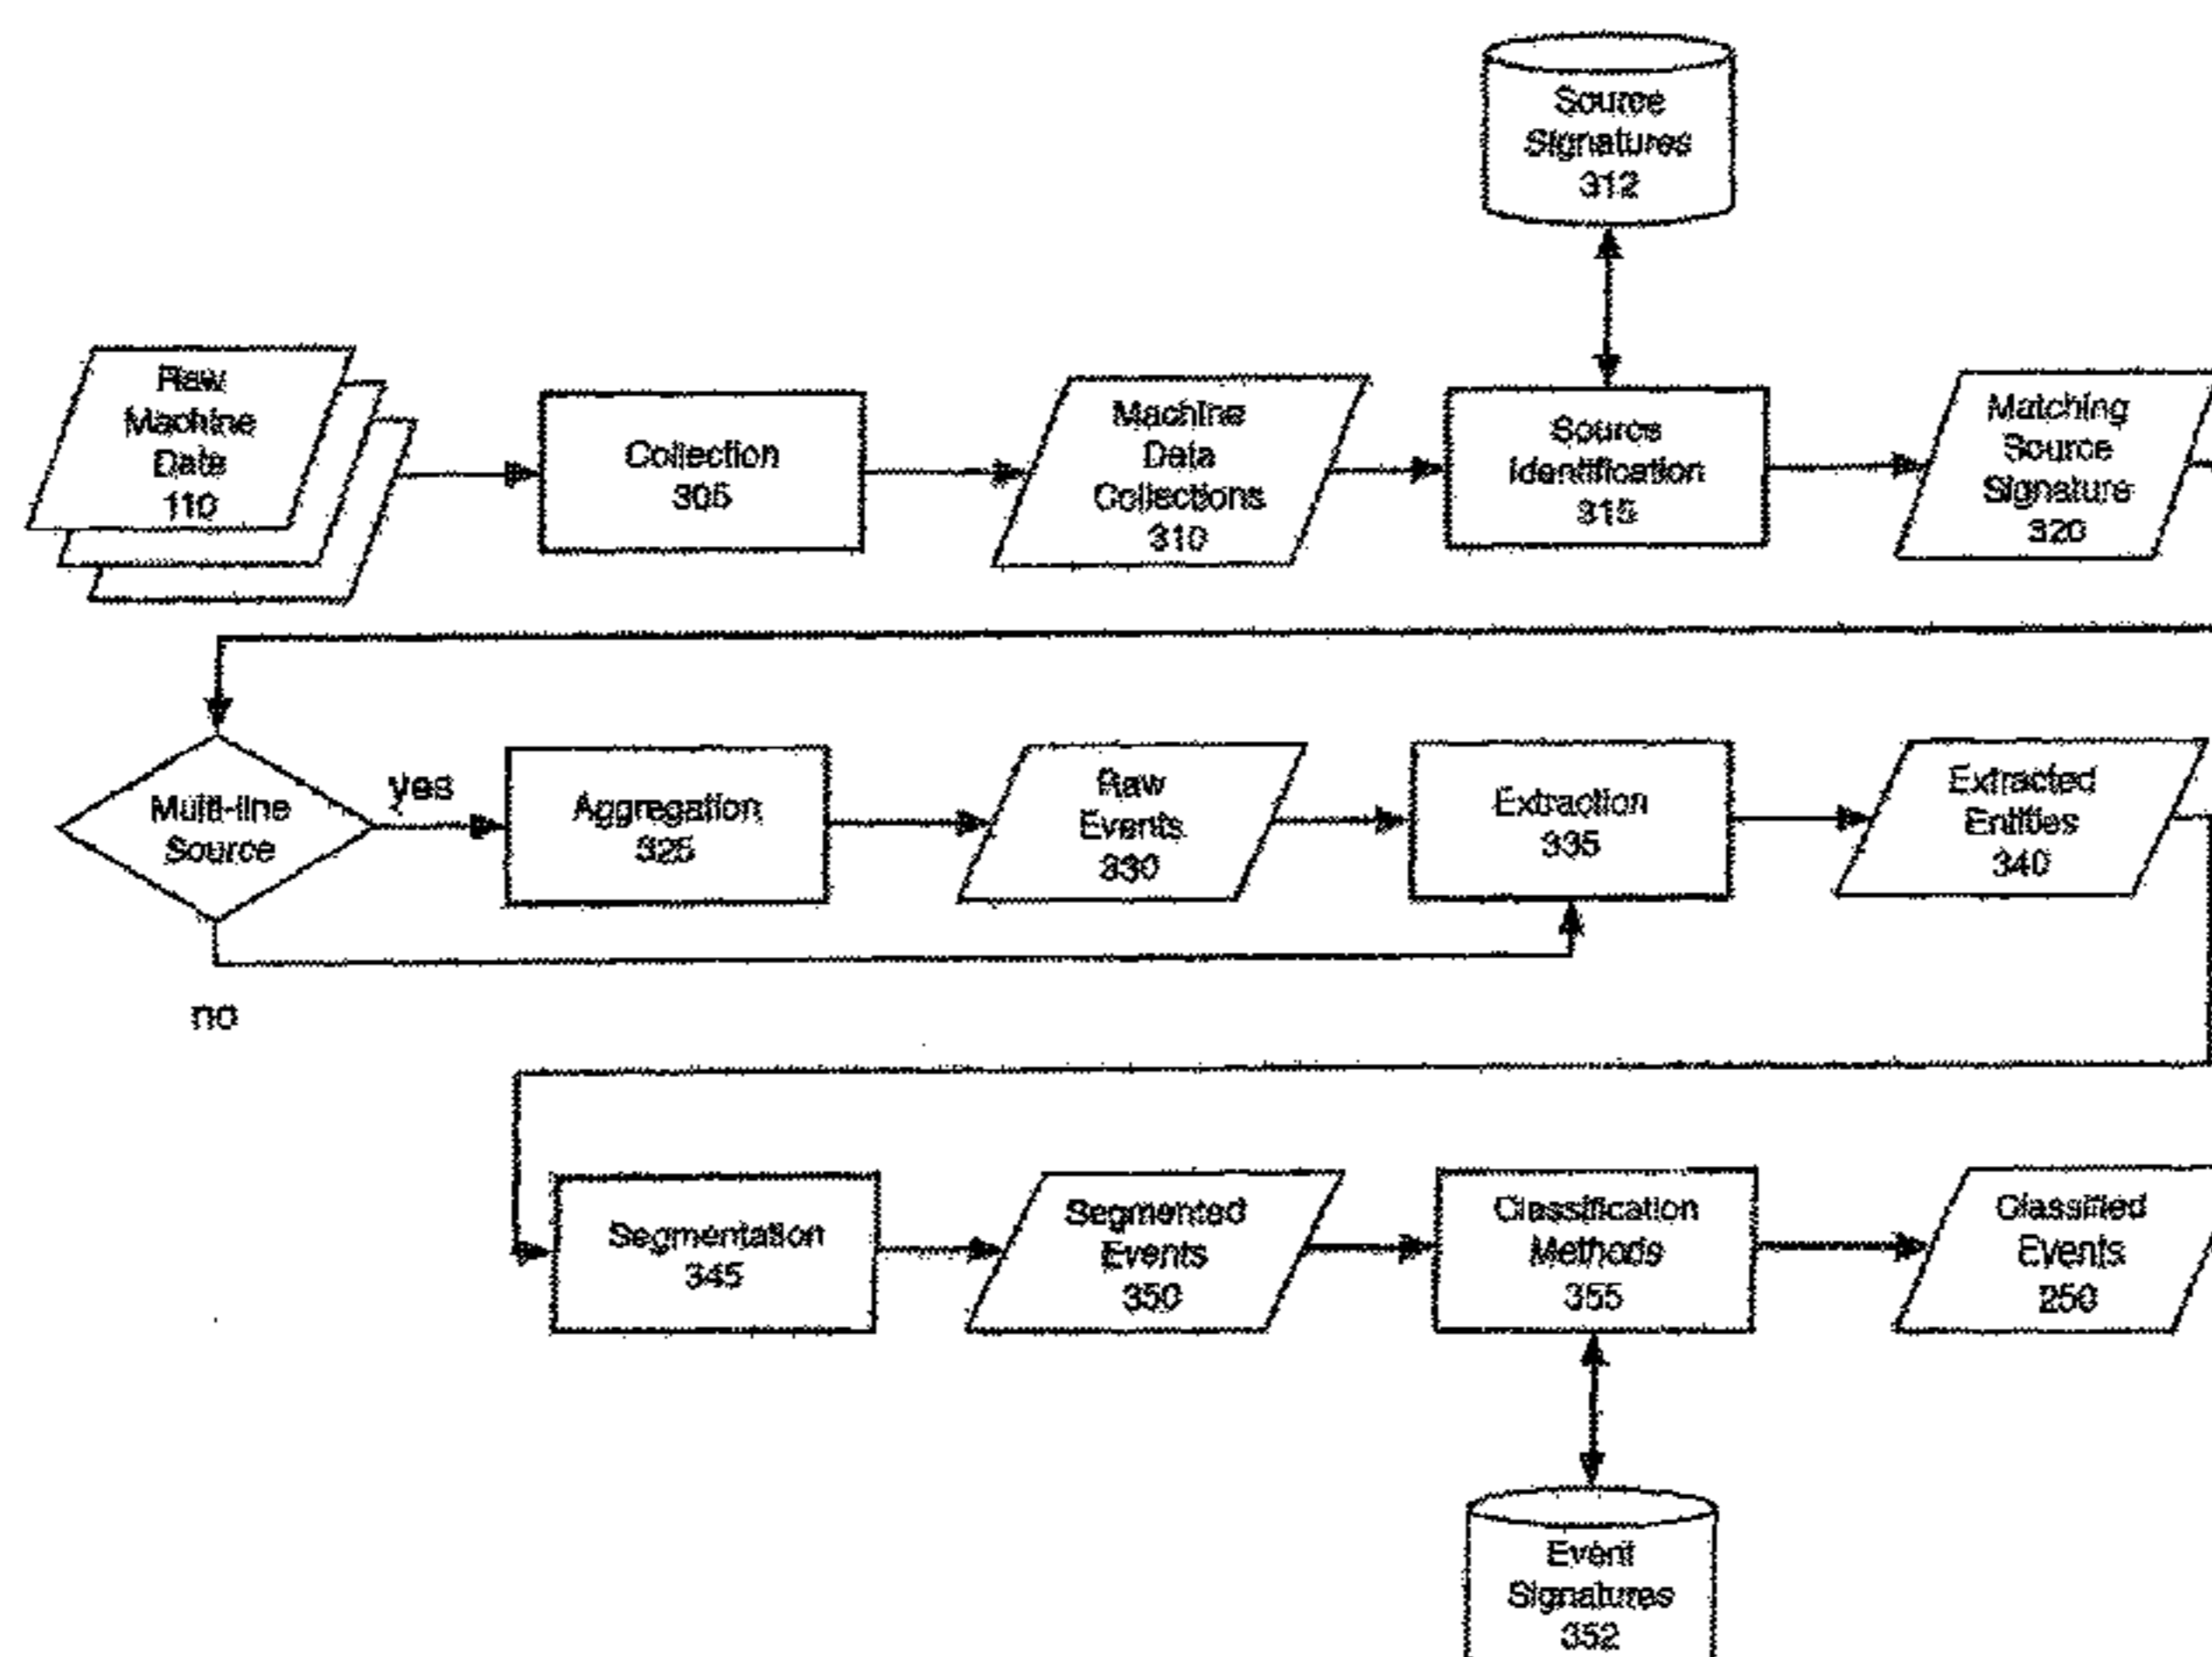 Source
Signatures
312
Raw
Machine
Data
110
Collection
305
Machine
Data
Collections
310
Source
Identification
315
Matching
Source
Signature
320
Multi-line
Source
yes
no
Aggregation
325
Raw
Events
330
Extraction
335
Extracted
Entities
340
Segmentation
345
Segmented
Events
350
Classification
Methods
355
Classified
Events
250
Event
Signatures
352